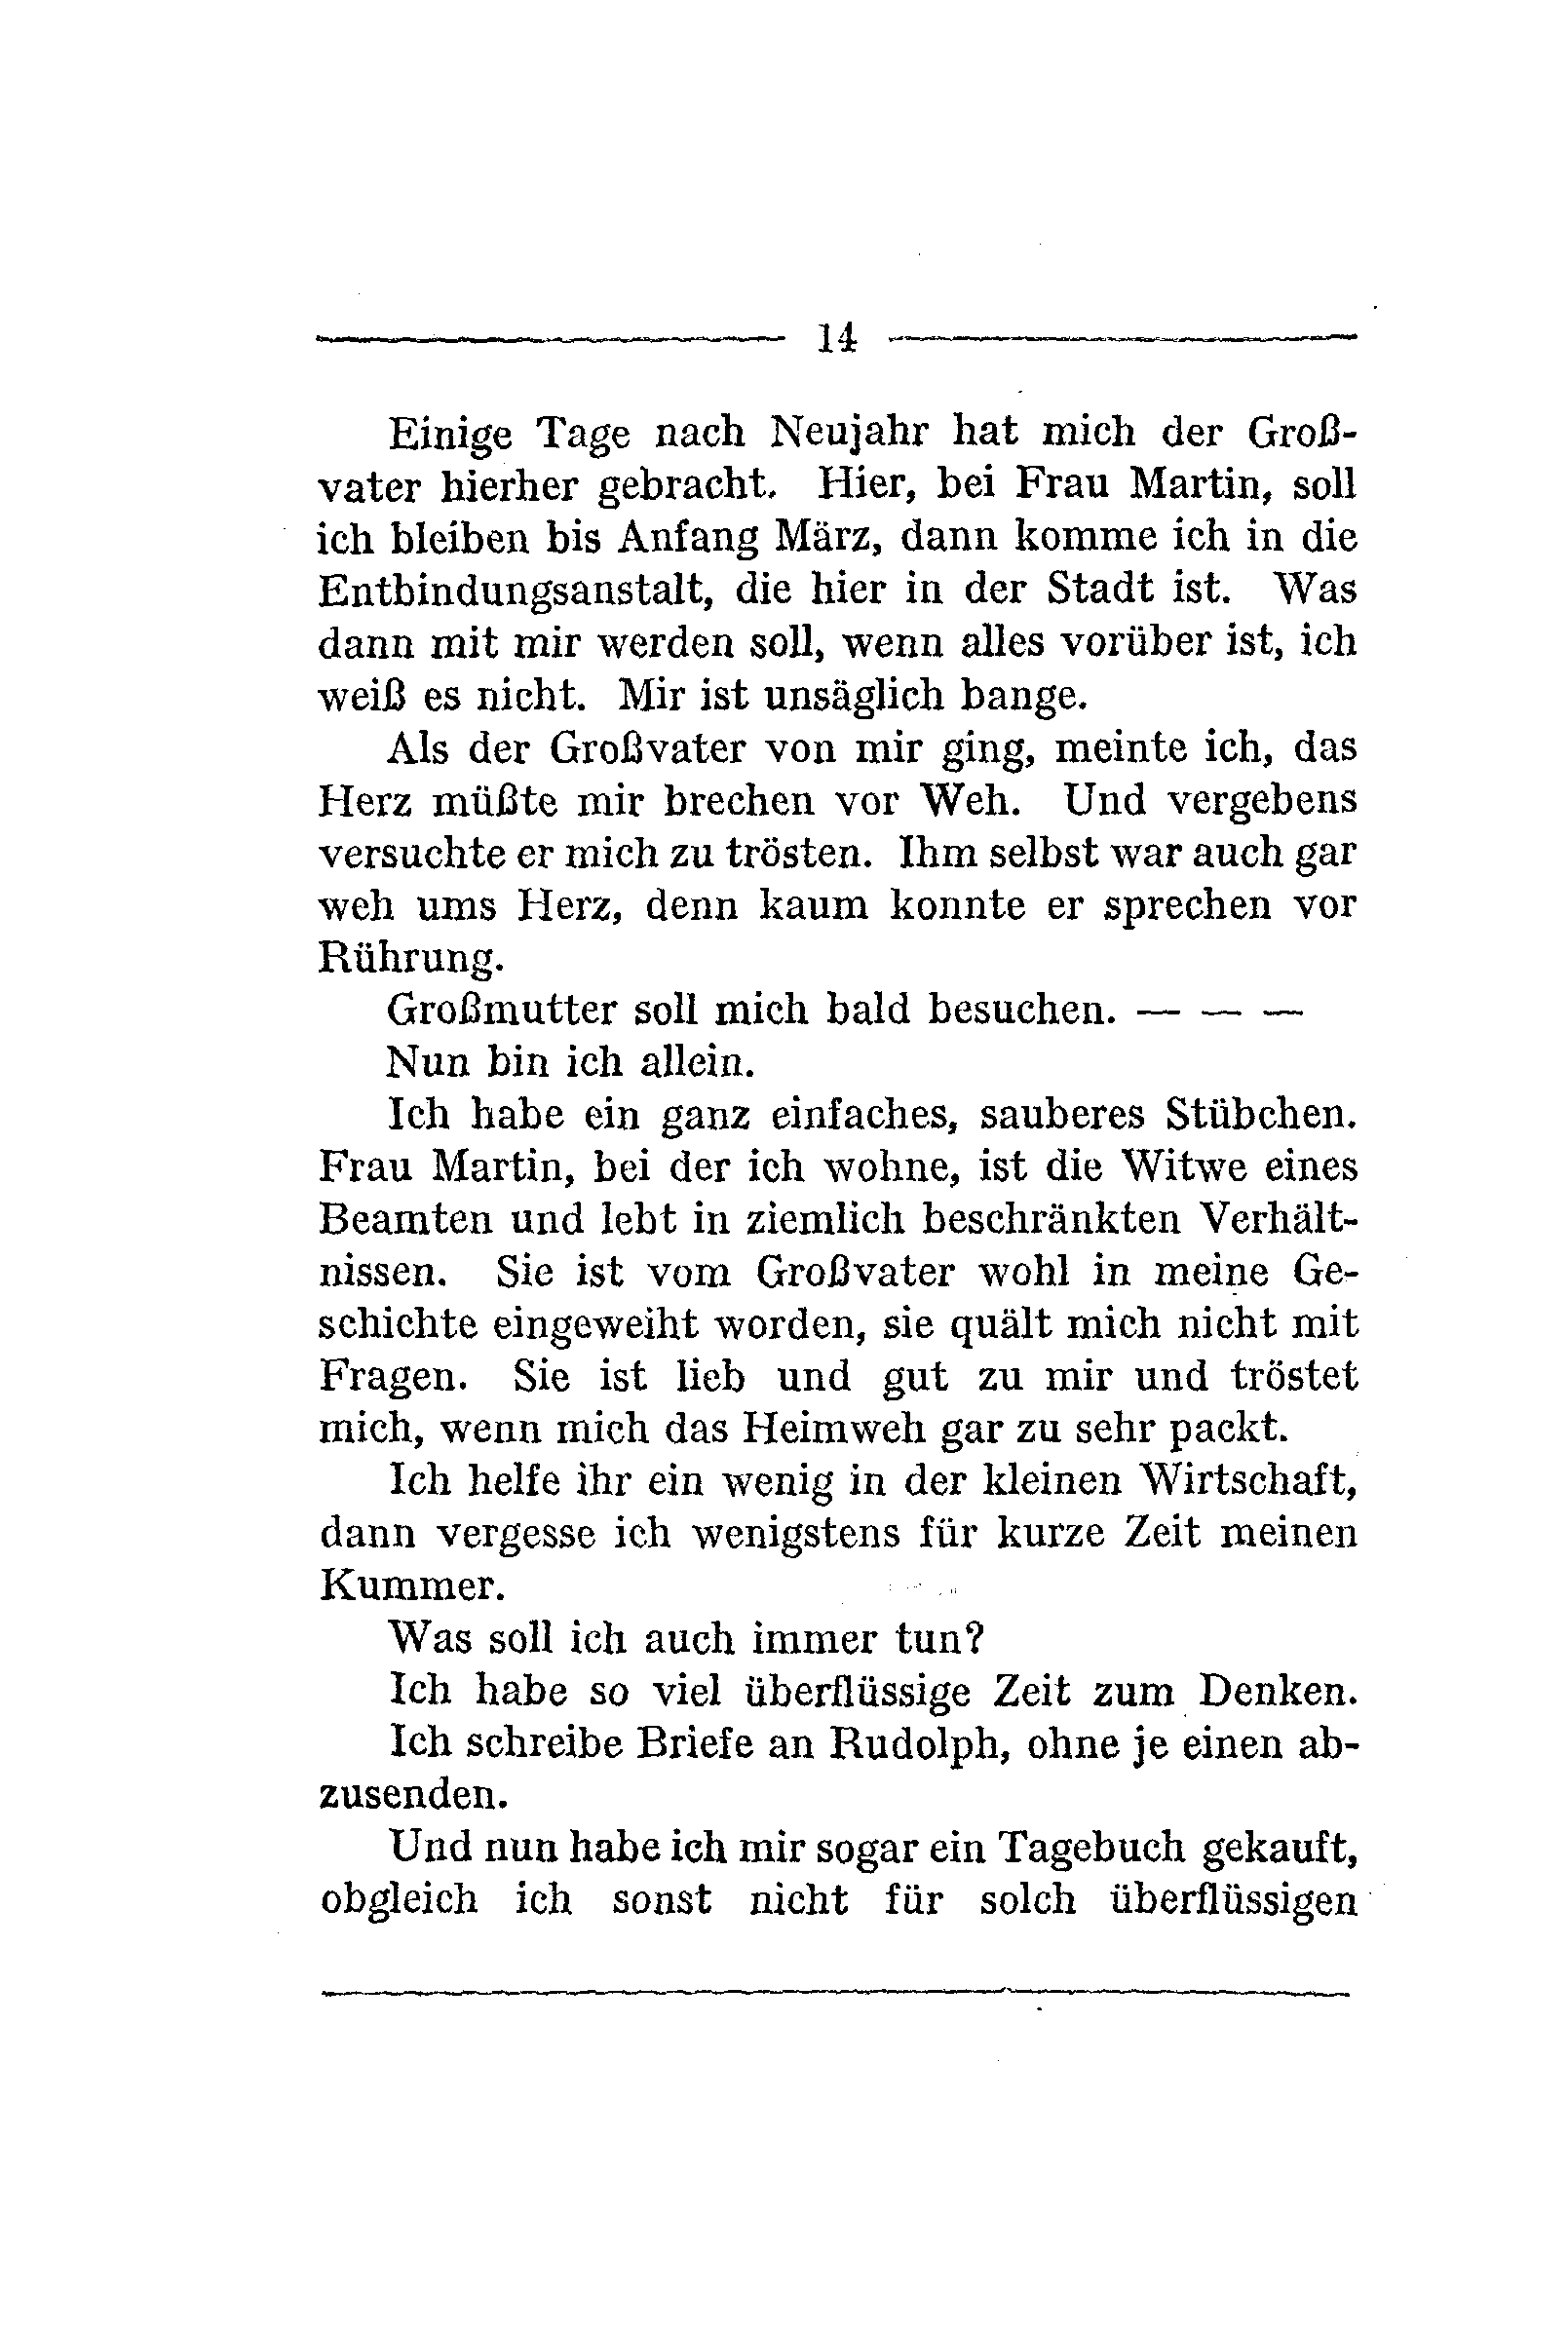 14
Einige Tage nach Neujahr hat mich der Groß-
vater hierher gebracht. Hier, bei Frau Martin, soll
ich bleiben bis Anfang März, dann komme ich in die
Entbindungsanstalt, die hier in der Stadt ist. Was
dann mit mir werden soll, wenn alles vorüber ist, ich
weiß es nicht. Mir ist unsäglich bange.
Als der Großvater von mir ging, meinte ich, das
Herz müßte mir brechen vor Weh. Und vergebens
versuchte er mich zu trösten. Ihm selbst war auch gar
weh ums Herz, denn kaum konnte er sprechen vor
Rührung.
Großmutter soll mich bald besuchen. — — —
Nun bin ich allein.
Ich habe ein ganz einfaches, sauberes Stübchen.
Frau Martin, bei der ich wohne, ist die Witwe eines
Beamten und lebt in ziemlich beschränkten Verhält-
nissen. Sie ist vom Großvater wohl in meine Ge-
schichte eingeweiht worden, sie quält mich nicht mit
Fragen. Sie ist lieb und gut zu mir und tröstet
mich, wenn mich das Heimweh gar zu sehr packt.
Ich helfe ihr ein wenig in der kleinen Wirtschaft,
dann vergesse ich wenigstens für kurze Zeit meinen
Kummer.
Was soll ich auch immer tun?
Ich habe so viel überflüssige Zeit zum Denken.
Ich schreibe Briefe an Rudolph, ohne je einen ab-
zusenden.
Und nun habe ich mir sogar ein Tagebuch gekauft,
obgleich ich sonst nicht für solch überflüssigen